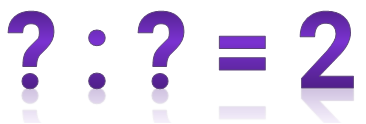 ? : ? = 2